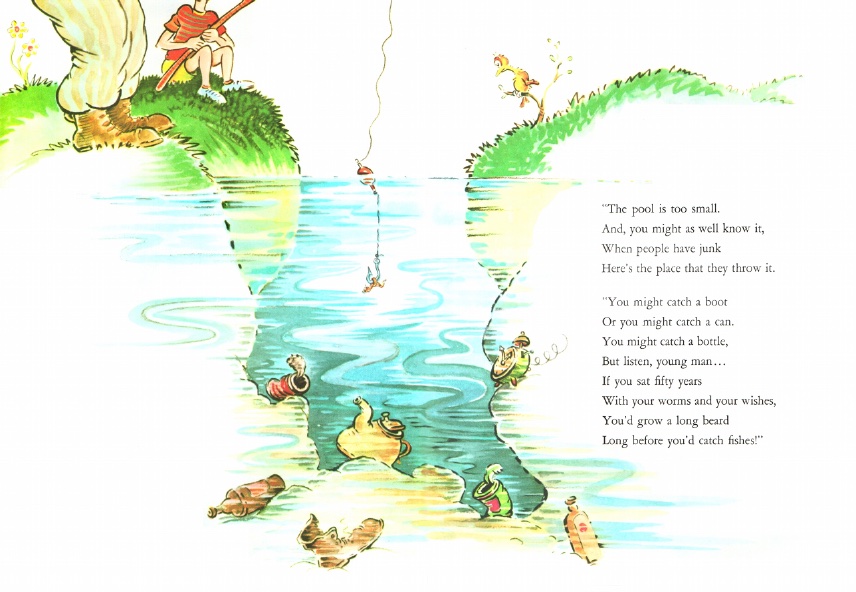 "The pool is too small.
And, you might as well know it,
When people have junk
Here's the place that they throw it.
"You might catch a boot
Or you might catch a can.
You might catch a bottle,
But listen, young man...
If you sat fifty years
With your worms and your wishes,
You'd grow a long beard
Long before you'd catch fishes!"